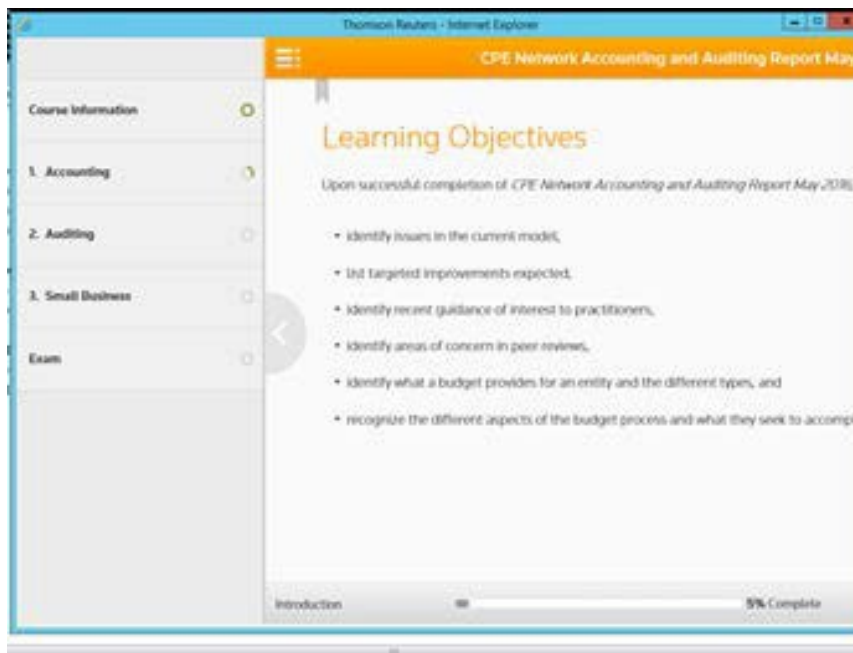 Thomson Reuters - Internet Explorer
CPE Network Accounting and Auditing Report May
Course Information
1. Accounting
2. Auditing
3. Small Business
Exam
Learning Objectives
Upon successful completion of CPE Network Accounting and Auditing Report May 2016,
• identify issues in the current model,
• list targeted improvements expected,
• identify recent guidance of interest to practitioners,
• identify areas of concern in peer reviews,
• identify what a budget provides for an entity and the different types, and
• recognize the different aspects of the budget process and what they seek to accomp
Introduction
5% Complete